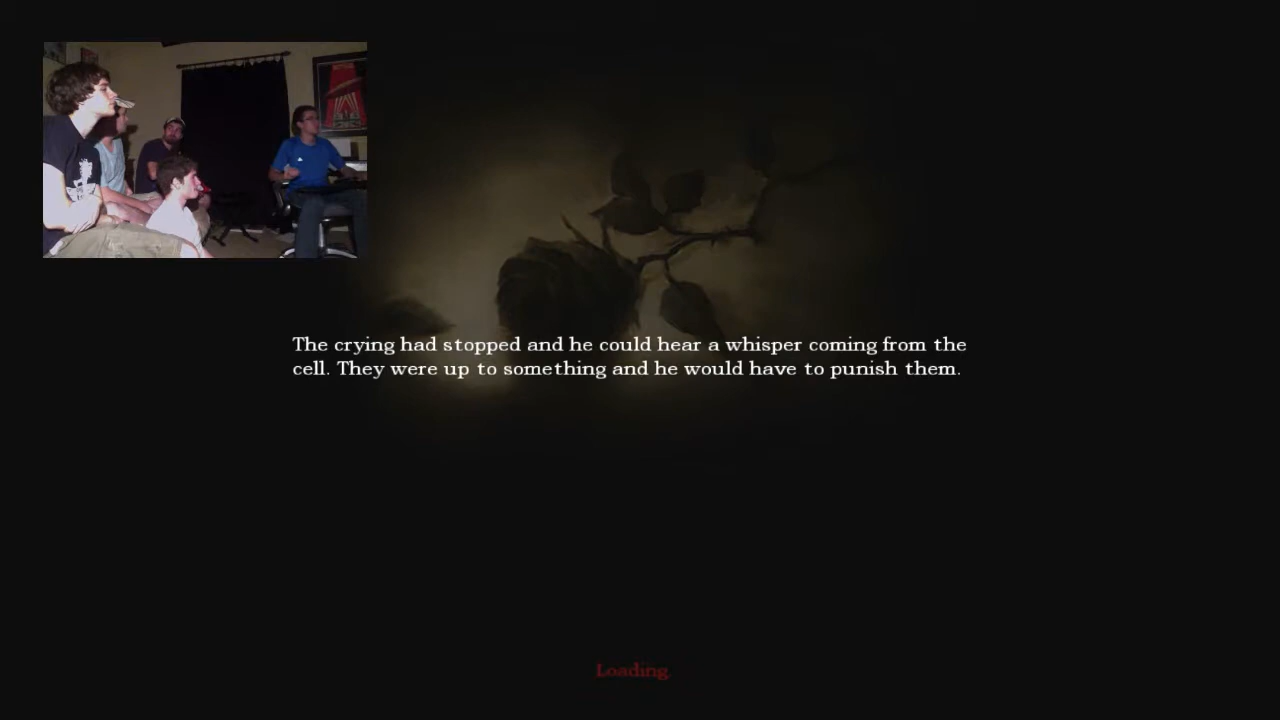 The crying had stopped and he could hear a whisper coming from the
cell. They were up to something and he would have to punish them.
Loading